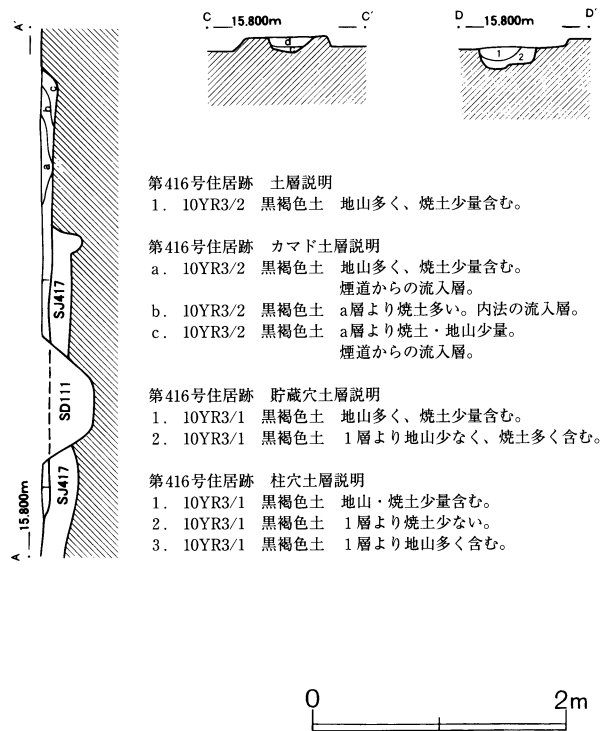 C 15.800m C´
D 15.800m D´
A´
c
b
a
d
1 2
SJ417
SD111
SJ417
15.800m
A
第416号住居跡 土層説明
1. 10YR3/2 黒褐色土 地山多く、焼土少量含む。
第416号住居跡 カマド土層説明
a. 10YR3/2 黒褐色土 地山多く、焼土少量含む。
煙道からの流入層。
b. 10YR3/2 黒褐色土 a層より焼土多い。内法の流入層。
c. 10YR3/2 黒褐色土 a層より焼土・地山少量。
煙道からの流入層。
第416号住居跡 貯蔵穴土層説明
1. 10YR3/1 黒褐色土 地山多く、焼土少量含む。
2. 10YR3/1 黒褐色土 1層より地山少なく、焼土多く含む。
第416号住居跡 柱穴土層説明
1. 10YR3/1 黒褐色土 地山・焼土少量含む。
2. 10YR3/1 黒褐色土 1層より焼土少ない。
3. 10YR3/1 黒褐色土 1層より地山多く含む。
0 2m